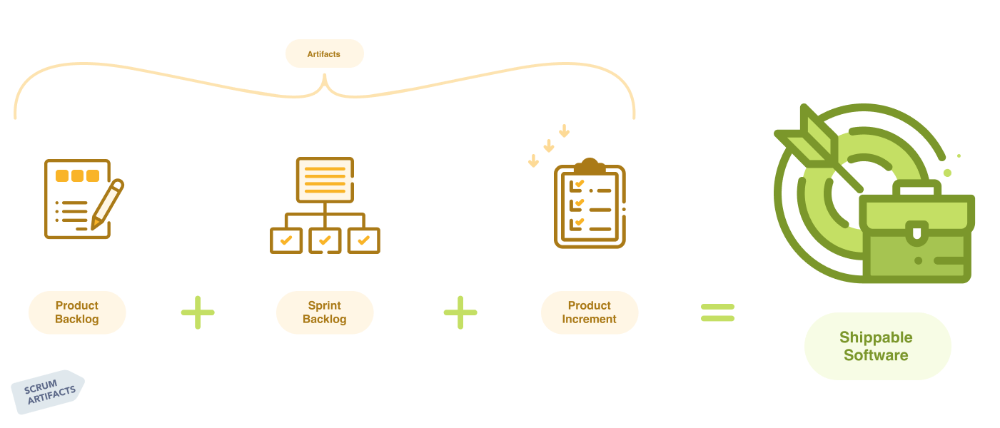 Artifacts
Product
Backlog
Sprint
Backlog
Product
Increment
Shippable
Software
SCRUM
ARTIFACTS